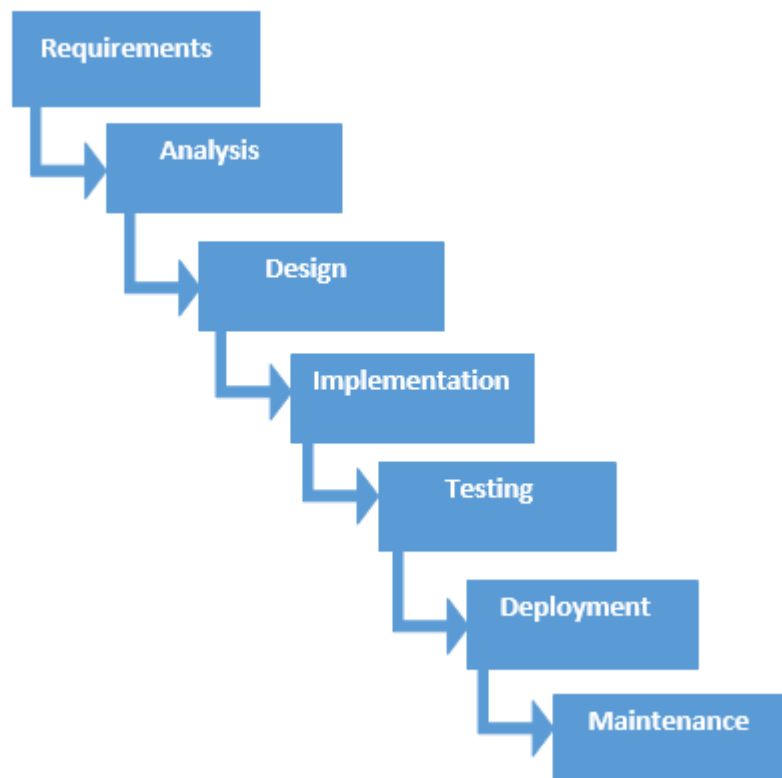 Requirements
Analysis
Design
Implementation
Testing
Deployment
Maintenance